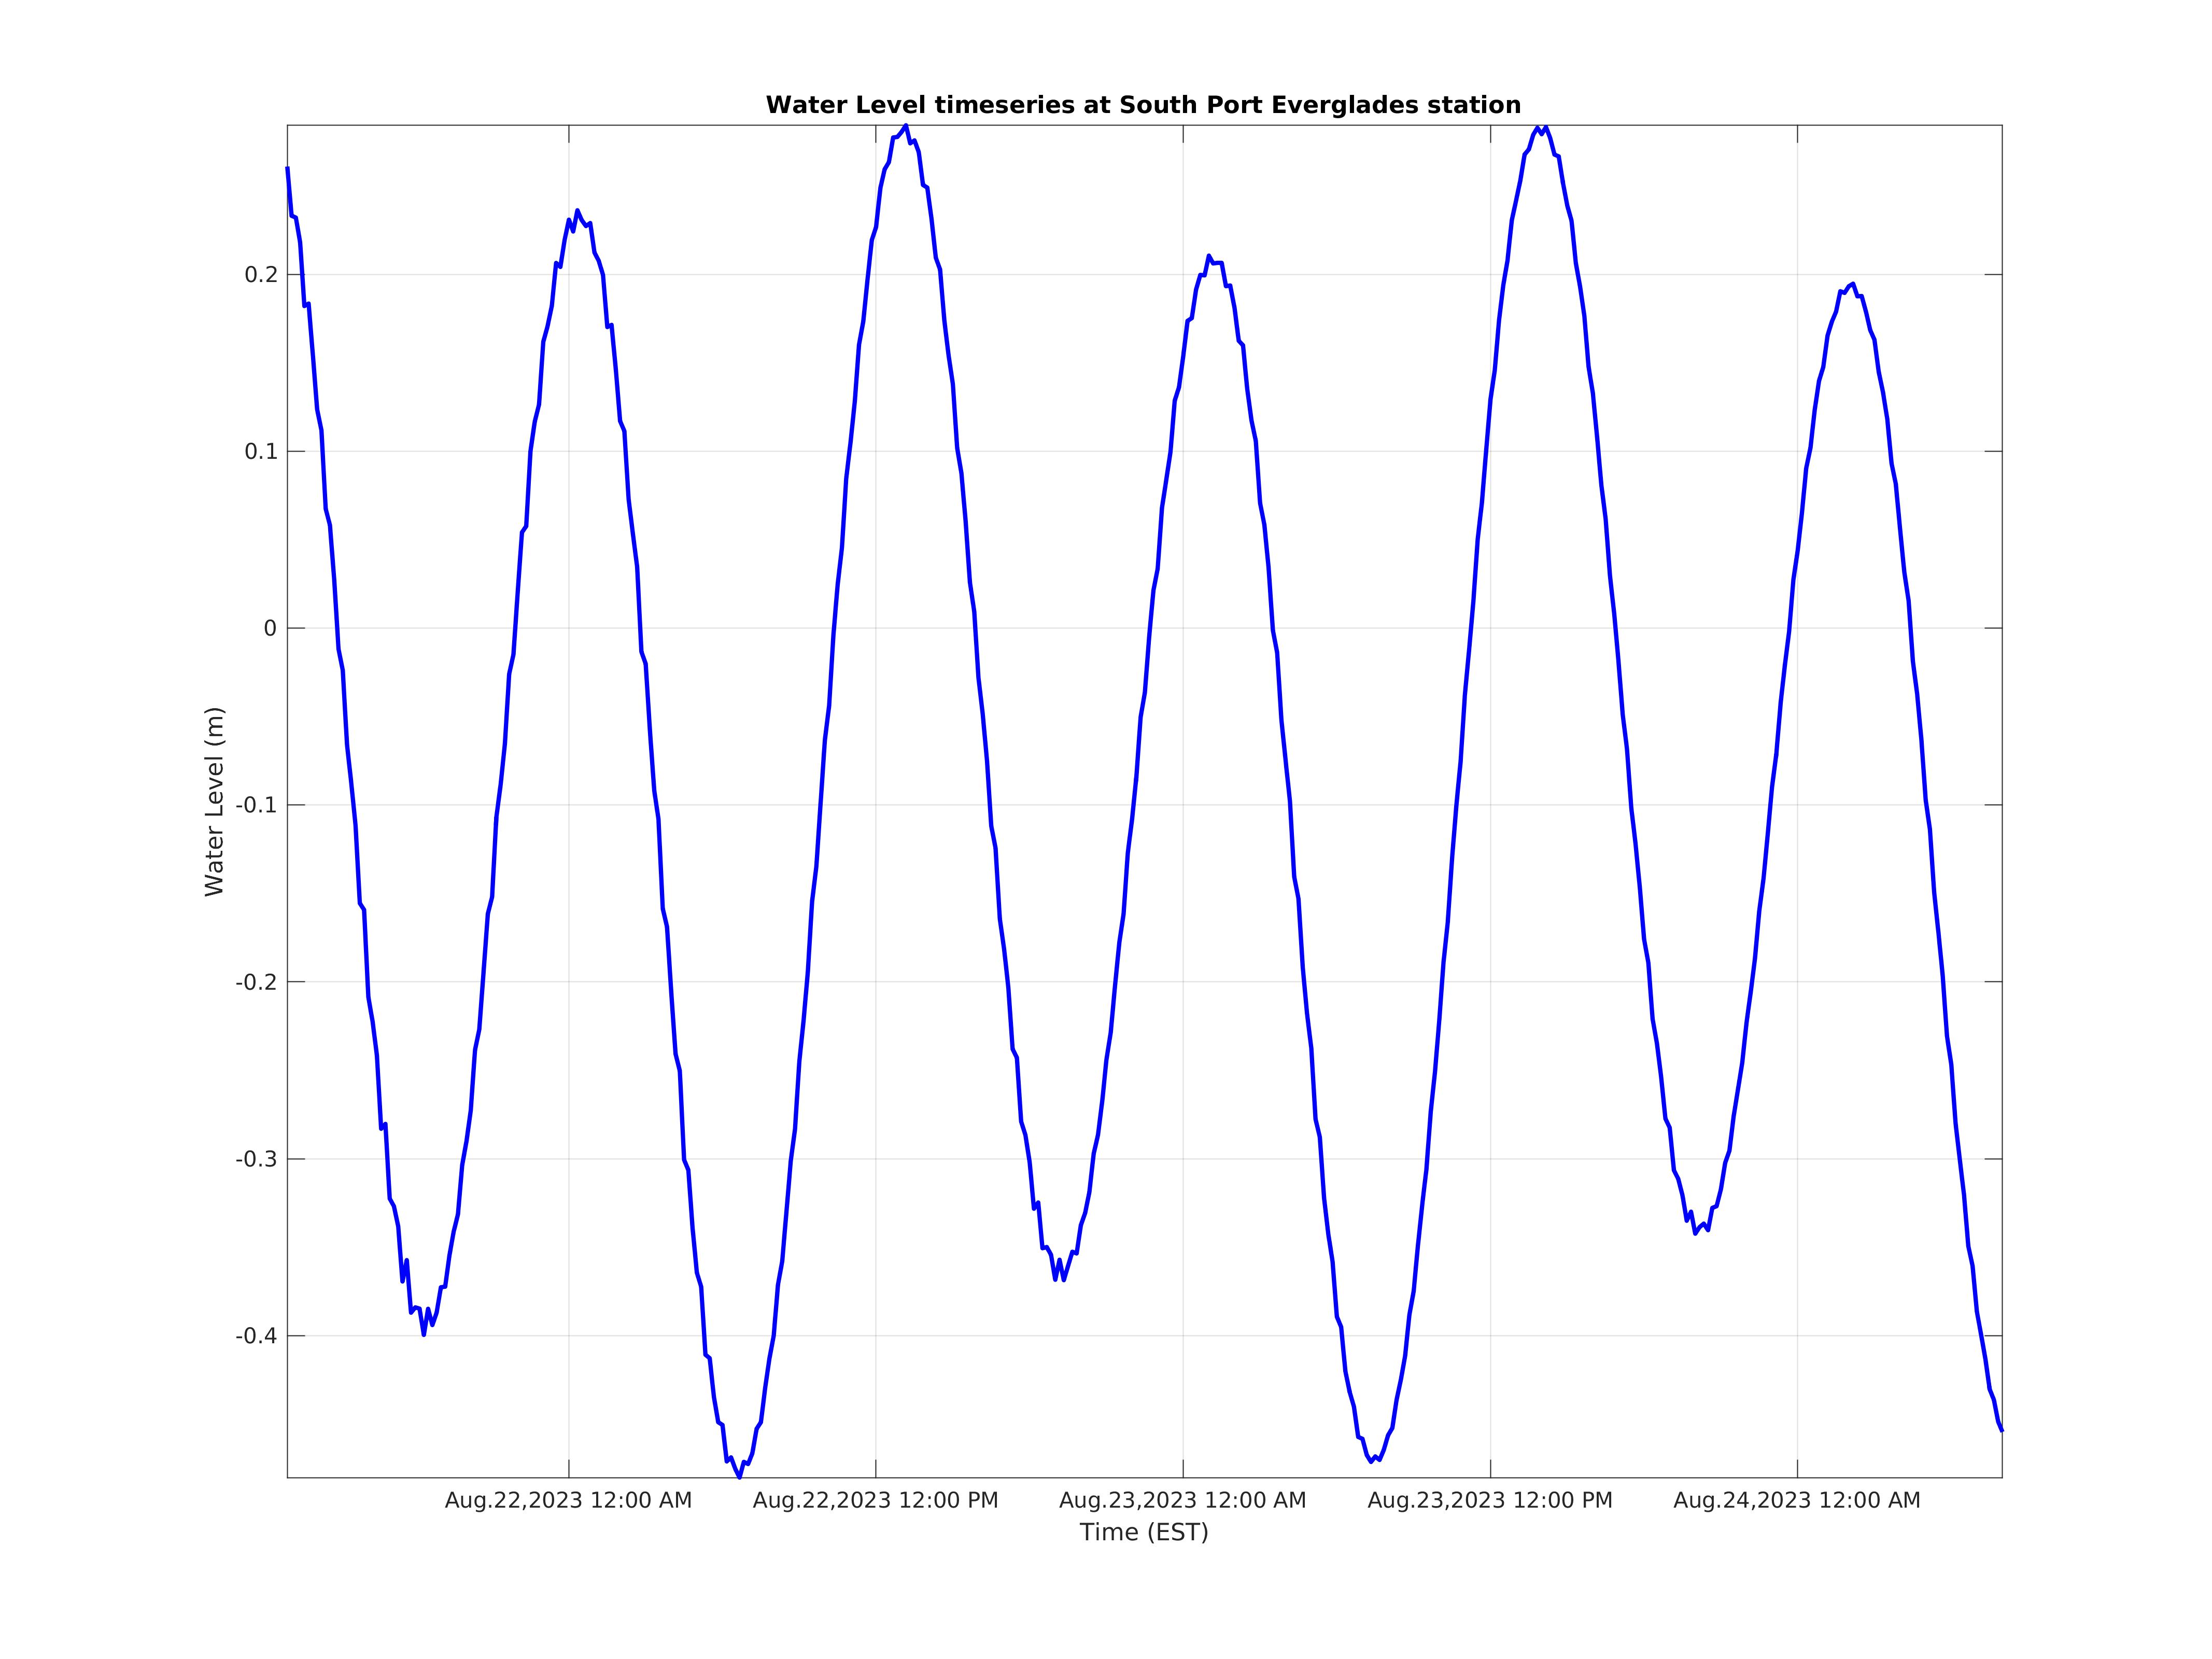 Water Level timeseries at South Port Everglades station
0.2
0.1
0
-0.1
-0.2
-0.3
-0.4
Water Level (m)
Aug.22,2023 12:00 AM
Aug.22,2023 12:00 PM
Aug.23,2023 12:00 AM
Aug.23,2023 12:00 PM
Aug.24,2023 12:00 AM
Time (EST)